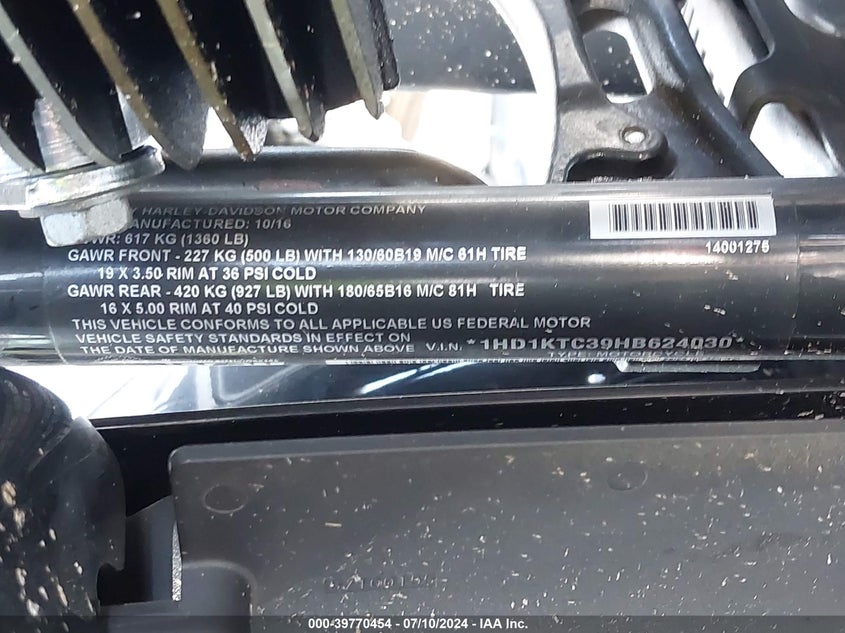 HARLEY-DAVIDSON MOTOR COMPANY
MANUFACTURED: 10/16
GVWR: 617 KG (1360 LB)
GAWR FRONT - 227 KG (500 LB) WITH 130/60B19 M/C 61H TIRE
19 X 3.50 RIM AT 36 PSI COLD
GAWR REAR - 420 KG (927 LB) WITH 180/65B16 M/C 81H TIRE
16 X 5.00 RIM AT 40 PSI COLD
THIS VEHICLE CONFORMS TO ALL APPLICABLE US FEDERAL MOTOR
VEHICLE SAFETY STANDARDS IN EFFECT ON
THE DATE OF MANUFACTURE SHOWN ABOVE V.I.N. *1HD1KTC39HB624030*
TYPE: MOTORCYCLE
14001275
000-39770454 - 07/10/2024 - IAA Inc.